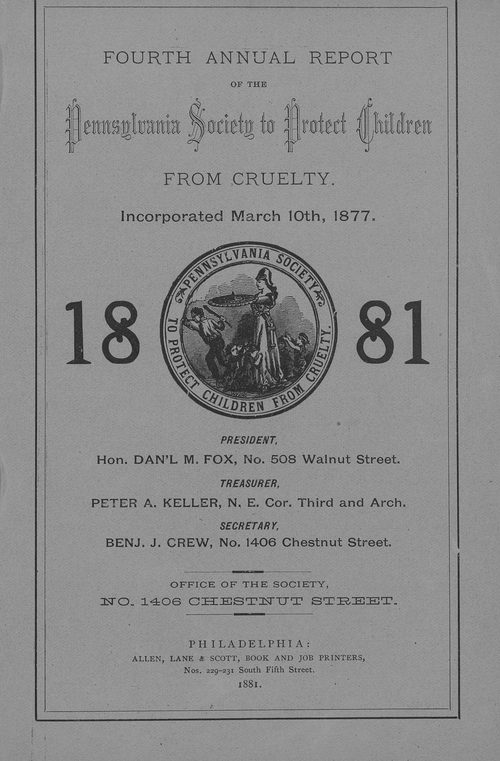 FOURTH ANNUAL REPORT
OF THE
Pennsylvania Society to Protect Children
FROM CRUELTY.
Incorporated March 10th, 1877.
PENNSYLVANIA SOCIETY
TO PROTECT CHILDREN FROM CRUELTY.
18 81
PRESIDENT,
Hon. DAN'L M. FOX, No. 508 Walnut Street.
TREASURER,
PETER A. KELLER, N. E. Cor. Third and Arch.
SECRETARY,
BENJ. J. CREW, No. 1406 Chestnut Street.
OFFICE OF THE SOCIETY,
NO. 1406 CHESTNUT STREET.
PHILADELPHIA:
ALLEN, LANE & SCOTT, BOOK AND JOB PRINTERS,
Nos. 229-231 South Fifth Street.
1881.